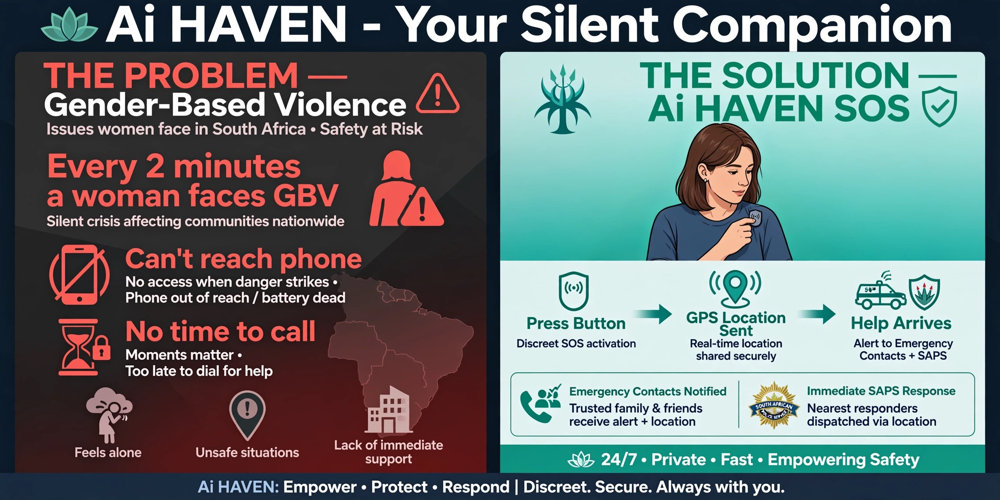 Ai HAVEN - Your Silent Companion
THE PROBLEM —
Gender-Based Violence
Issues women face in South Africa • Safety at Risk
Every 2 minutes
a woman faces GBV
Silent crisis affecting communities nationwide
Can't reach phone
No access when danger strikes •
Phone out of reach / battery dead
No time to call
Moments matter •
Too late to dial for help
Feels alone
Unsafe situations
Lack of immediate
support
THE SOLUTION —
Ai HAVEN SOS
Press Button
Discreet SOS activation
GPS Location
Sent
Real-time location
shared securely
Help Arrives
Alert to Emergency
Contacts + SAPS
Emergency Contacts Notified
Trusted family & friends
receive alert + location
SOUTH AFRICAN
Immediate SAPS Response
Nearest responders
dispatched via location
24/7 • Private • Fast • Empowering Safety
Ai HAVEN: Empower • Protect • Respond | Discreet. Secure. Always with you.